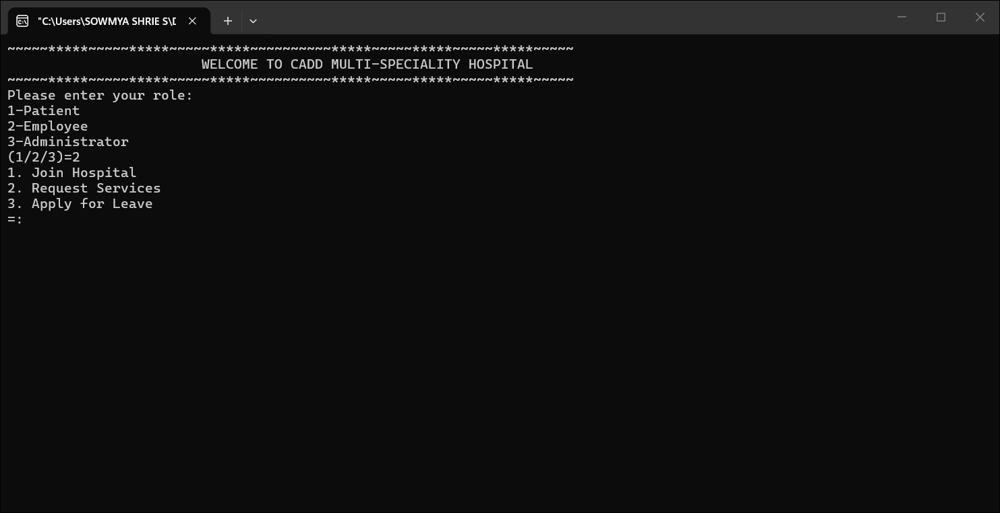 "C:\Users\SOWMYA SHRIE S\D
~~~~~*****~~~~~*****~~~~~*****~~~~~~~~~~*****~~~~~*****~~~~~*****~~~~~
WELCOME TO CADD MULTI-SPECIALITY HOSPITAL
~~~~~*****~~~~~*****~~~~~*****~~~~~~~~~~*****~~~~~*****~~~~~*****~~~~~
Please enter your role:
1-Patient
2-Employee
3-Administrator
(1/2/3)=2
1. Join Hospital
2. Request Services
3. Apply for Leave
=: